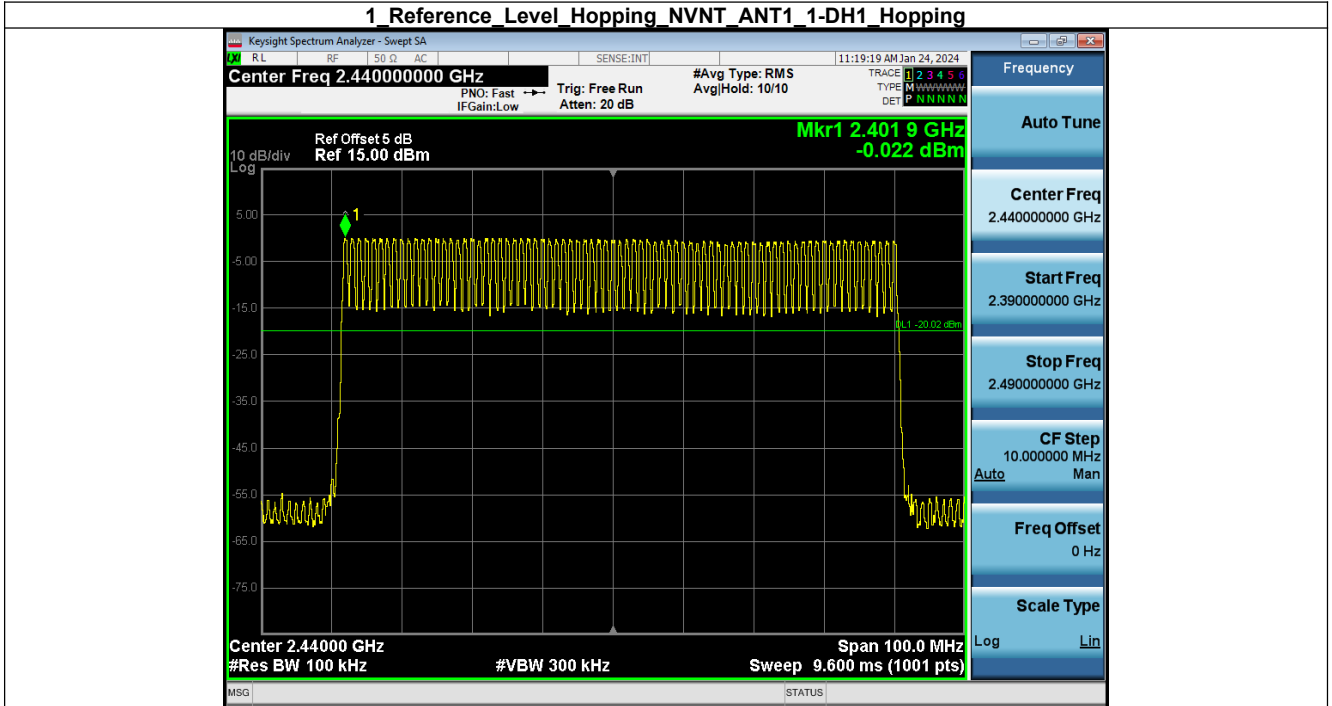 1_Reference_Level_Hopping_NVNT_ANT1_1-DH1_Hopping
Keysight Spectrum Analyzer - Swept SA
LXI RL RF 50 Ω AC SENSE:INT 11:19:19 AM Jan 24, 2024
Center Freq 2.440000000 GHz
PNO: Fast
IFGain:Low
Trig: Free Run
Atten: 20 dB
#Avg Type: RMS
Avg|Hold: 10/10
TRACE 1 2 3 4 5 6
TYPE M WWWWW
DET P N N N N N
Mkr1 2.401 9 GHz
-0.022 dBm
Ref Offset 5 dB
10 dB/div Ref 15.00 dBm
Log
5.00
-5.00
-15.0
-25.0
-35.0
-45.0
-55.0
-65.0
-75.0
1
DL1 -20.02 dBm
Center 2.44000 GHz Span 100.0 MHz
#Res BW 100 kHz #VBW 300 kHz Sweep 9.600 ms (1001 pts)
MSG STATUS
Frequency
Auto Tune
Center Freq
2.440000000 GHz
Start Freq
2.390000000 GHz
Stop Freq
2.490000000 GHz
CF Step
10.000000 MHz
Auto Man
Freq Offset
0 Hz
Scale Type
Log Lin